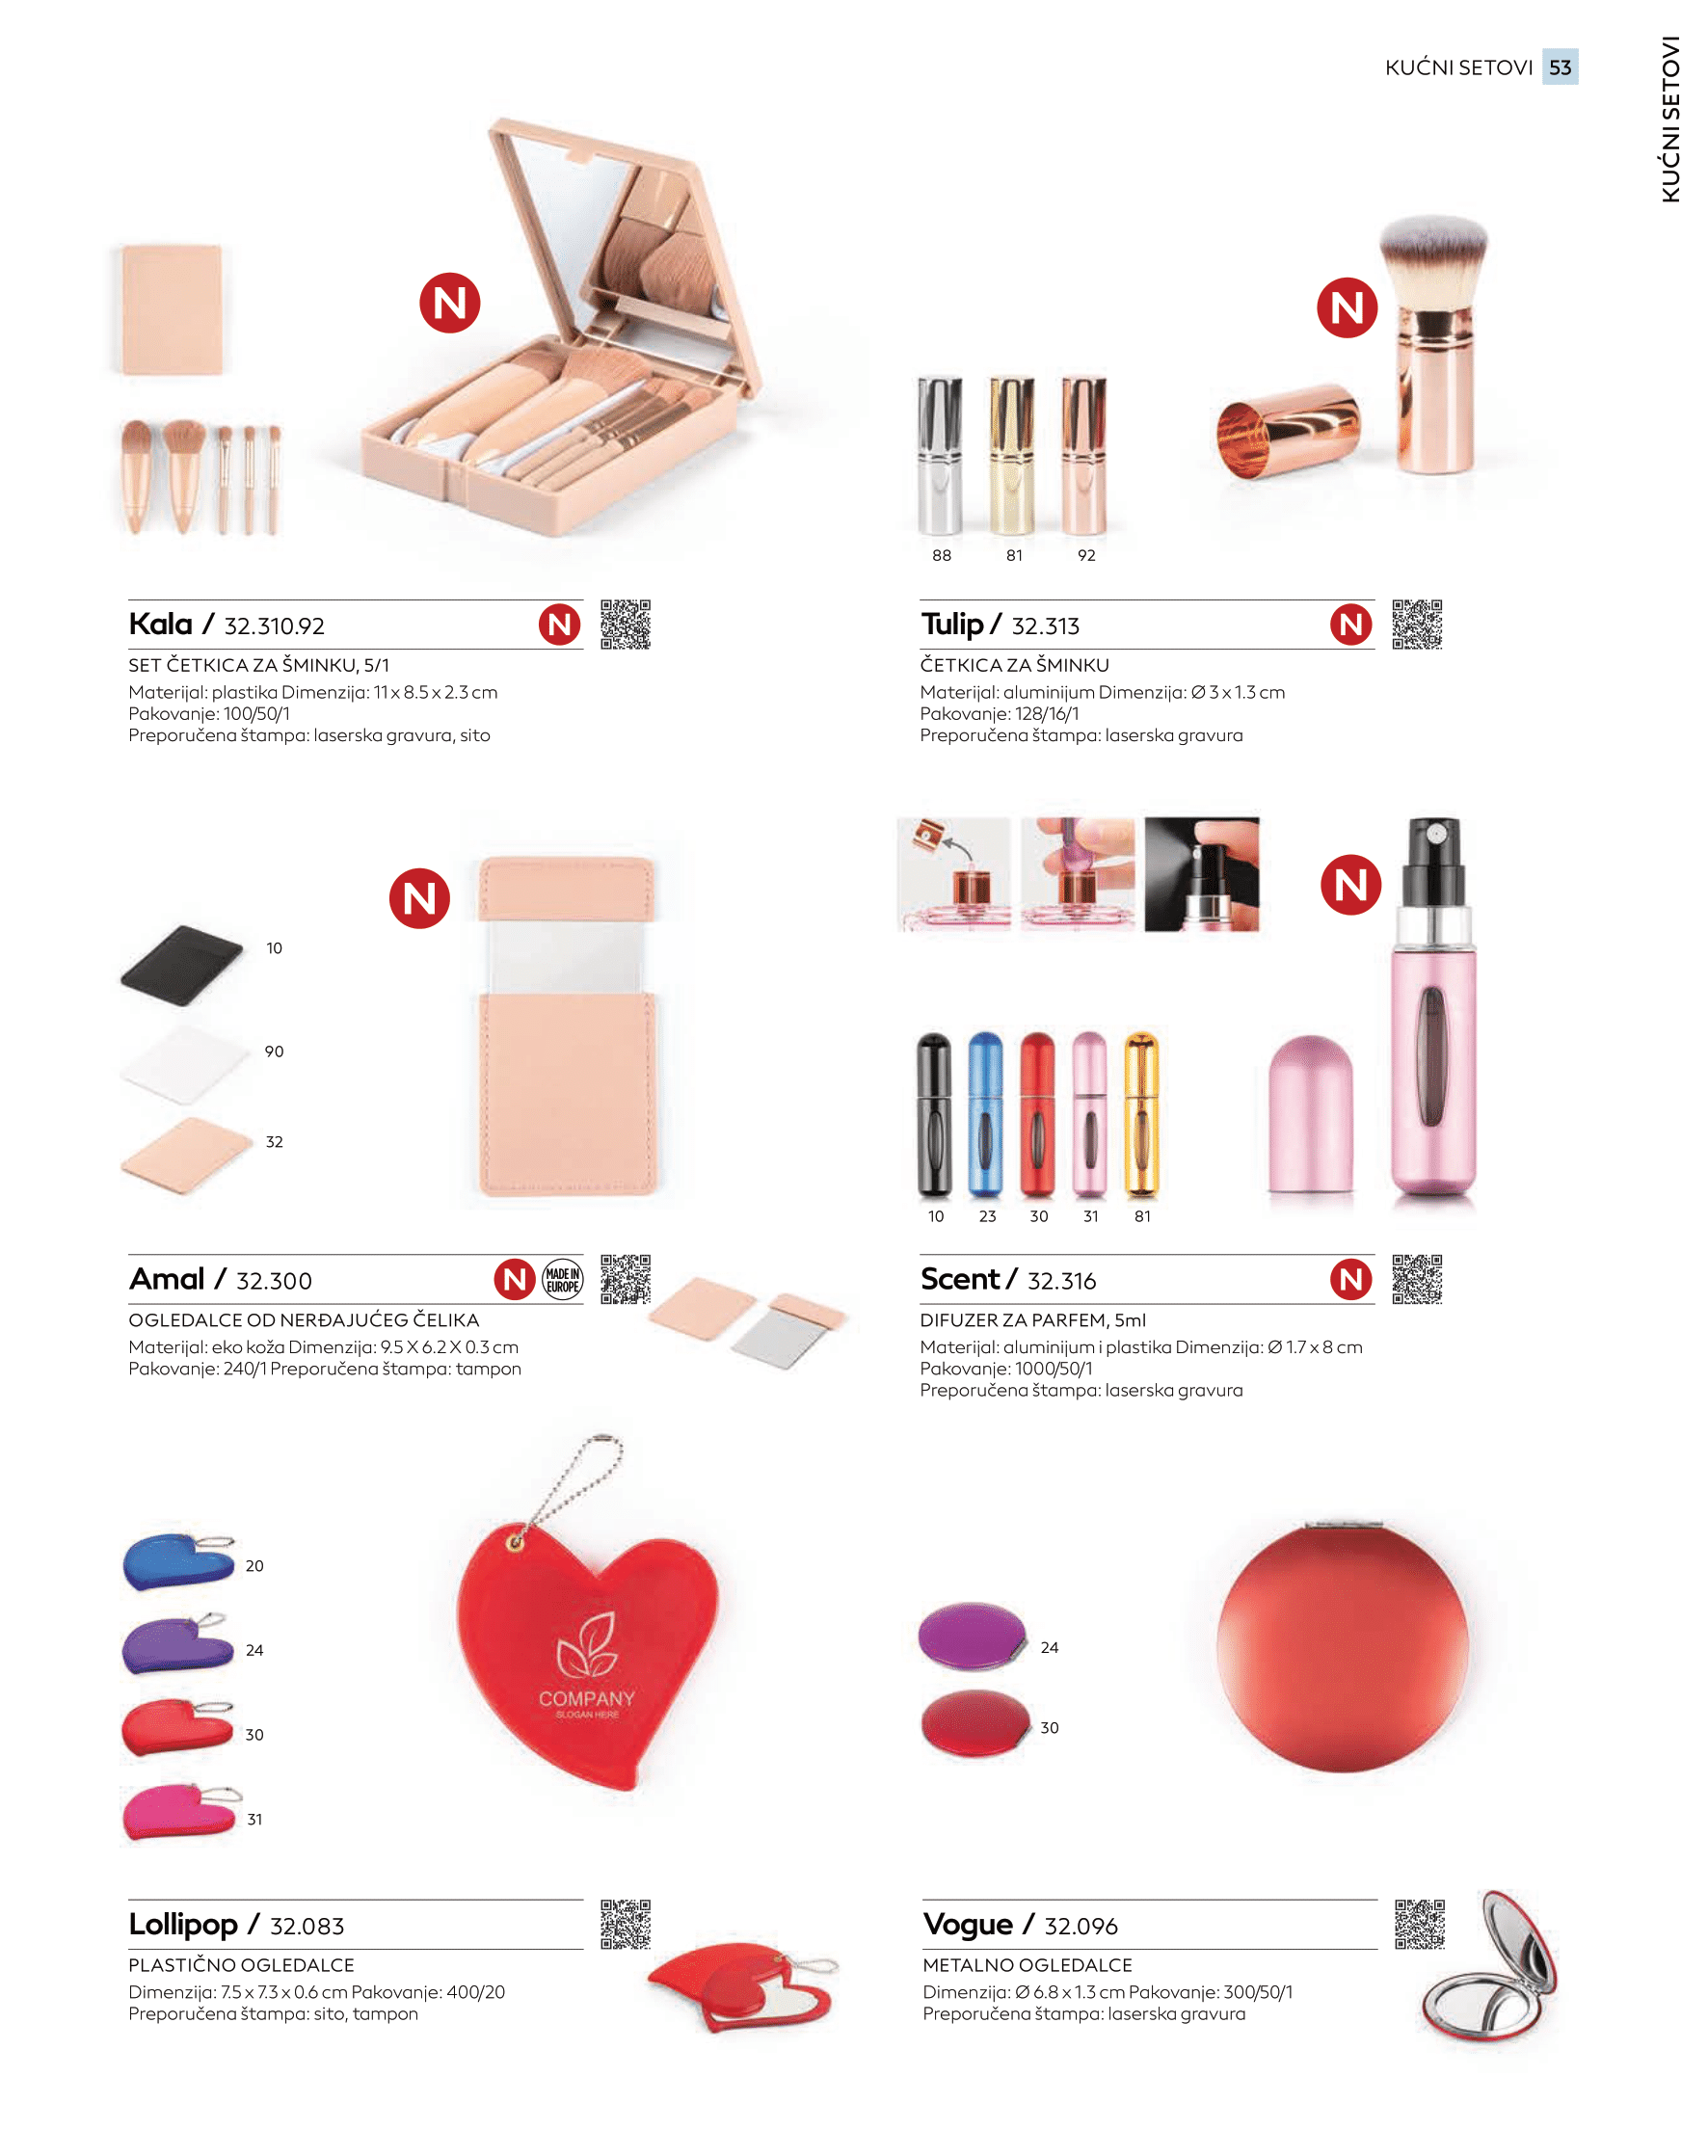 KUĆNI SETOVI 53
KUĆNI SETOVI
N
N
88 81 92
Kala / 32.310.92 N
SET ČETKICA ZA ŠMINKU, 5/1
Materijal: plastika Dimenzija: 11 x 8.5 x 2.3 cm
Pakovanje: 100/50/1
Preporučena štampa: laserska gravura, sito
Tulip / 32.313 N
ČETKICA ZA ŠMINKU
Materijal: aluminijum Dimenzija: Ø 3 x 1.3 cm
Pakovanje: 128/16/1
Preporučena štampa: laserska gravura
N
10
90
32
N
10 23 30 31 81
Amal / 32.300 N MADE IN EUROPE
OGLEDALCE OD NERĐAJUĆEG ČELIKA
Materijal: eko koža Dimenzija: 9.5 X 6.2 X 0.3 cm
Pakovanje: 240/1 Preporučena štampa: tampon
Scent / 32.316 N
DIFUZER ZA PARFEM, 5ml
Materijal: aluminijum i plastika Dimenzija: Ø 1.7 x 8 cm
Pakovanje: 1000/50/1
Preporučena štampa: laserska gravura
20
24
30
31
COMPANY
SLOGAN HERE
24
30
Lollipop / 32.083
PLASTIČNO OGLEDALCE
Dimenzija: 7.5 x 7.3 x 0.6 cm Pakovanje: 400/20
Preporučena štampa: sito, tampon
Vogue / 32.096
METALNO OGLEDALCE
Dimenzija: Ø 6.8 x 1.3 cm Pakovanje: 300/50/1
Preporučena štampa: laserska gravura